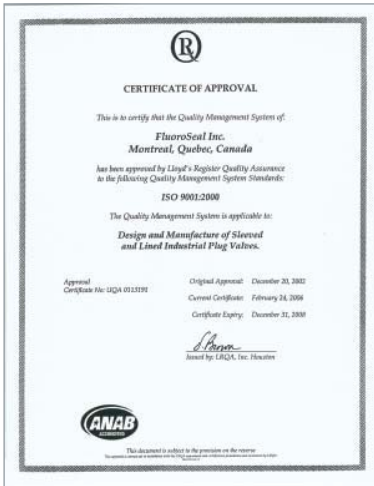 R
CERTIFICATE OF APPROVAL
This is to certify that the Quality Management System of:
FluoroSeal Inc.
Montreal, Quebec, Canada
has been approved by Lloyd's Register Quality Assurance
to the following Quality Management System Standards:
ISO 9001:2000
The Quality Management System is applicable to:
Design and Manufacture of Sleeved
and Lined Industrial Plug Valves.
Approval
Certificate No: UQA 0113191
Original Approval: December 20, 2002
Current Certificate: February 24, 2006
Certificate Expiry: December 31, 2008
Issued by: LRQA, Inc. Houston
ANAB
ACCREDITED
This document is subject to the provision on the reverse